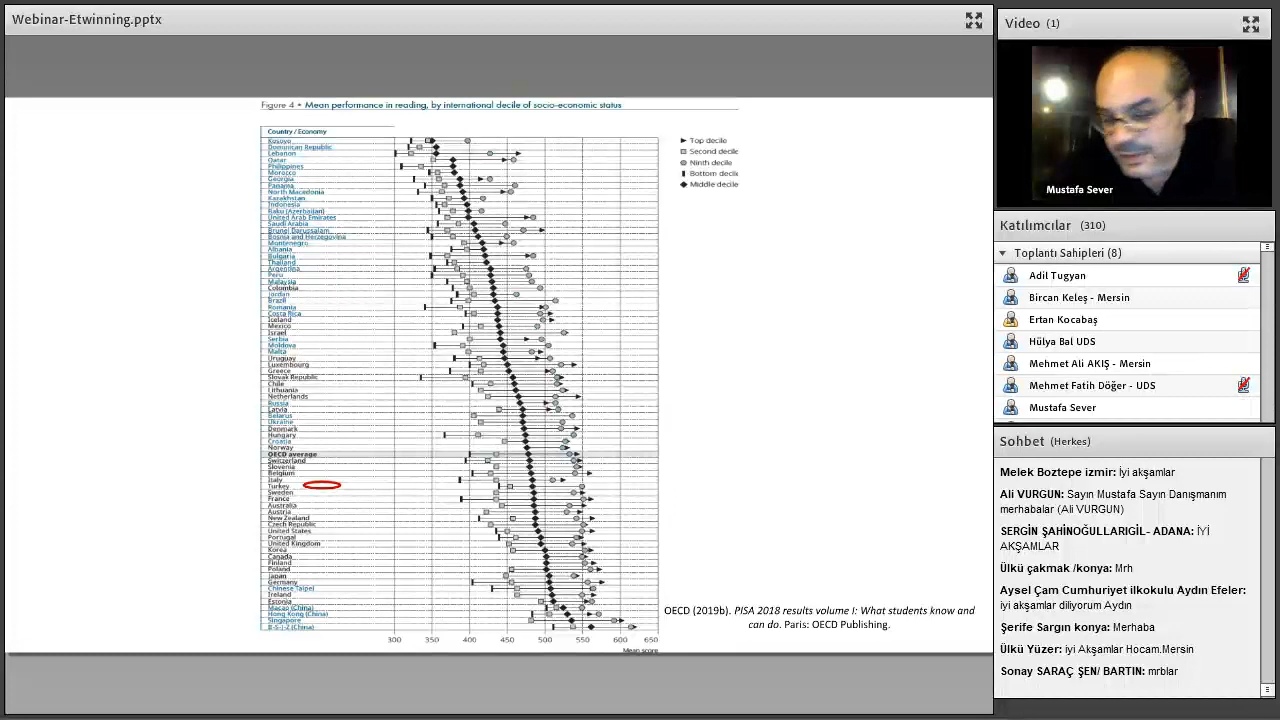 Webinar-Etwinning.pptx
Figure 4 • Mean performance in reading, by international decile of socio-economic status
Country / Economy
Kosovo
Dominican Republic
Lebanon
Qatar
Philippines
Morocco
Georgia
Panama
North Macedonia
Kazakhstan
Indonesia
Baku (Azerbaijan)
United Arab Emirates
Saudi Arabia
Brunei Darussalam
Bosnia and Herzegovina
Montenegro
Albania
Bulgaria
Thailand
Argentina
Peru
Malaysia
Colombia
Jordan
Brazil
Romania
Costa Rica
Iceland
Mexico
Israel
Serbia
Moldova
Malta
Uruguay
Luxembourg
Greece
Slovak Republic
Chile
Lithuania
Netherlands
Russia
Latvia
Belarus
Ukraine
Denmark
Hungary
Croatia
Norway
OECD average
Switzerland
Slovenia
Belgium
Italy
Turkey
Sweden
France
Australia
Austria
New Zealand
Czech Republic
United States
Portugal
United Kingdom
Korea
Canada
Finland
Poland
Japan
Germany
Chinese Taipei
Ireland
Estonia
Macao (China)
Hong Kong (China)
Singapore
B-S-J-Z (China)
300 350 400 450 500 550 600 650
Mean score
Top decile
Second decile
Ninth decile
Bottom decile
Middle decile
OECD (2019b). PISA 2018 results volume I: What students know and
can do. Paris: OECD Publishing.
Video (1)
Mustafa Sever
Katılımcılar (310)
Toplantı Sahipleri (8)
Adil Tugyan
Bircan Keleş - Mersin
Ertan Kocabaş
Hülya Bal UDS
Mehmet Ali AKIŞ - Mersin
Mehmet Fatih Döğer - UDS
Mustafa Sever
Sohbet (Herkes)
Melek Boztepe izmir: İyi akşamlar
Ali VURGUN: Sayın Mustafa Sayın Danışmanım
merhabalar (Ali VURGUN)
SERGİN ŞAHİNOĞULLARIGİL- ADANA: İYİ
AKŞAMLAR
Ülkü çakmak /konya: Mrh
Aysel Çam Cumhuriyet ilkokulu Aydın Efeler:
İyi akşamlar diliyorum Aydın
Şerife Sargın konya: Merhaba
Ülkü Yüzer: iyi Akşamlar Hocam.Mersin
Sonay SARAÇ ŞEN/ BARTIN: mrblar